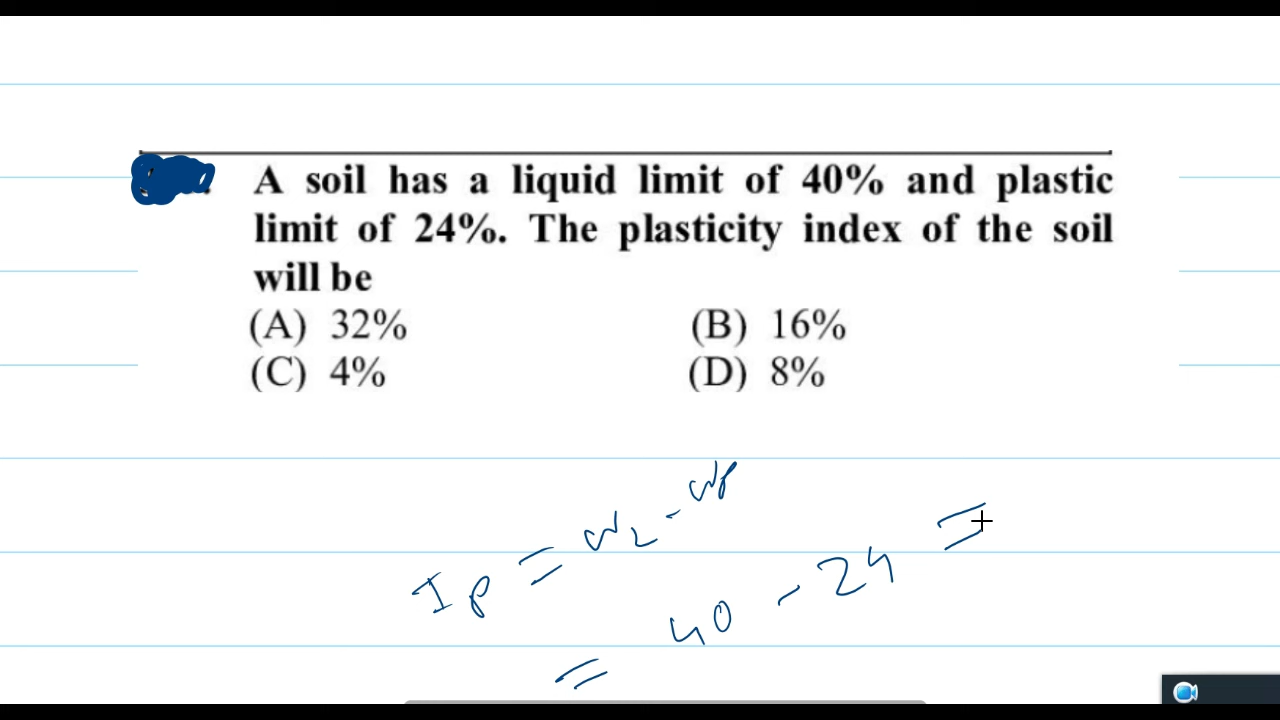 A soil has a liquid limit of 40% and plastic
limit of 24%. The plasticity index of the soil
will be
(A) 32% (B) 16%
(C) 4% (D) 8%
Ip = wL - wp
= 40 - 24 =